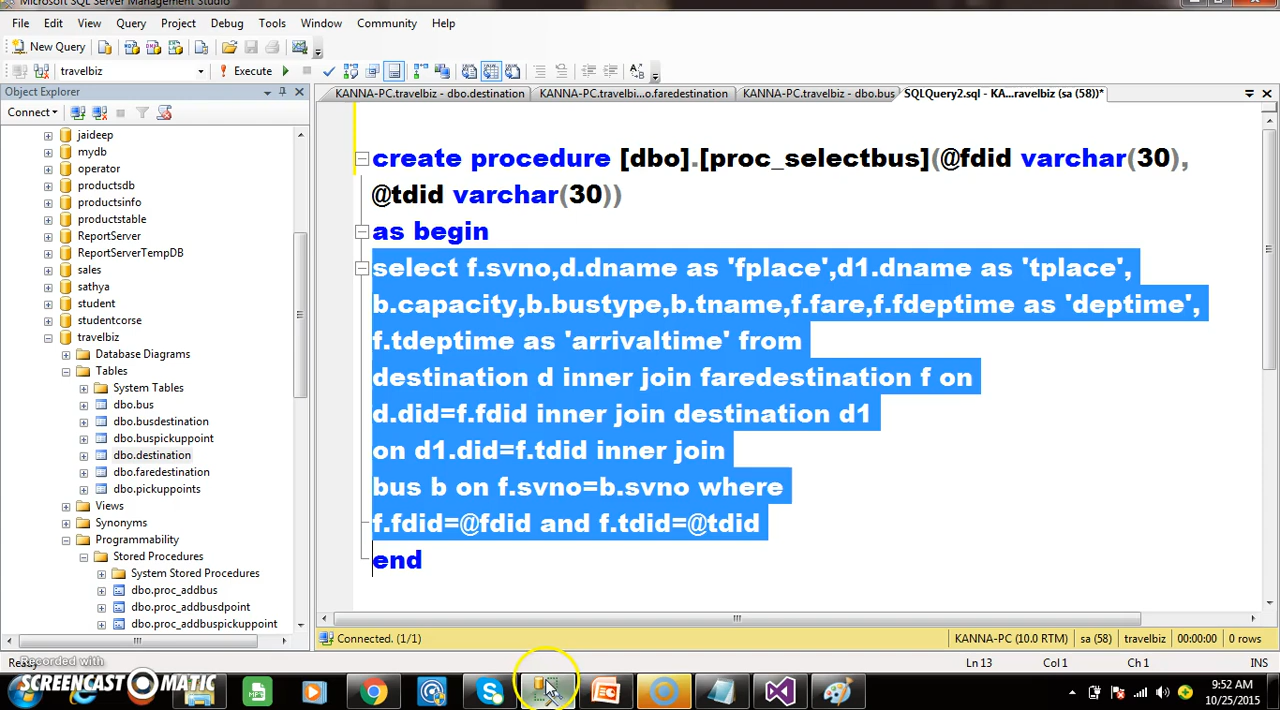 Microsoft SQL Server Management Studio
File Edit View Query Project Debug Tools Window Community Help
New Query
travelbiz Execute
Object Explorer
KANNA-PC.travelbiz - dbo.destination KANNA-PC.travelbi...o.faredestination KANNA-PC.travelbiz - dbo.bus SQLQuery2.sql - KA...ravelbiz (sa (58))*
Connect
jaideep
mydb
operator
productsdb
productsinfo
productstable
ReportServer
ReportServerTempDB
sales
sathya
student
studentcorse
travelbiz
Database Diagrams
Tables
System Tables
dbo.bus
dbo.busdestination
dbo.buspickuppoint
dbo.destination
dbo.faredestination
dbo.pickuppoints
Views
Synonyms
Programmability
Stored Procedures
System Stored Procedures
dbo.proc_addbus
dbo.proc_addbusdpoint
dbo.proc_addbuspickuppoint
create procedure [dbo].[proc_selectbus](@fdid varchar(30),
@tdid varchar(30))
as begin
select f.svno,d.dname as 'fplace',d1.dname as 'tplace',
b.capacity,b.bustype,b.tname,f.fare,f.fdeptime as 'deptime',
f.tdeptime as 'arrivaltime' from
destination d inner join faredestination f on
d.did=f.fdid inner join destination d1
on d1.did=f.tdid inner join
bus b on f.svno=b.svno where
f.fdid=@fdid and f.tdid=@tdid
end
Connected. (1/1) KANNA-PC (10.0 RTM) sa (58) travelbiz 00:00:00 0 rows
Ready Ln 13 Col 1 Ch 1 INS
Recorded with
SCREENCAST MATIC
9:52 AM
10/25/2015